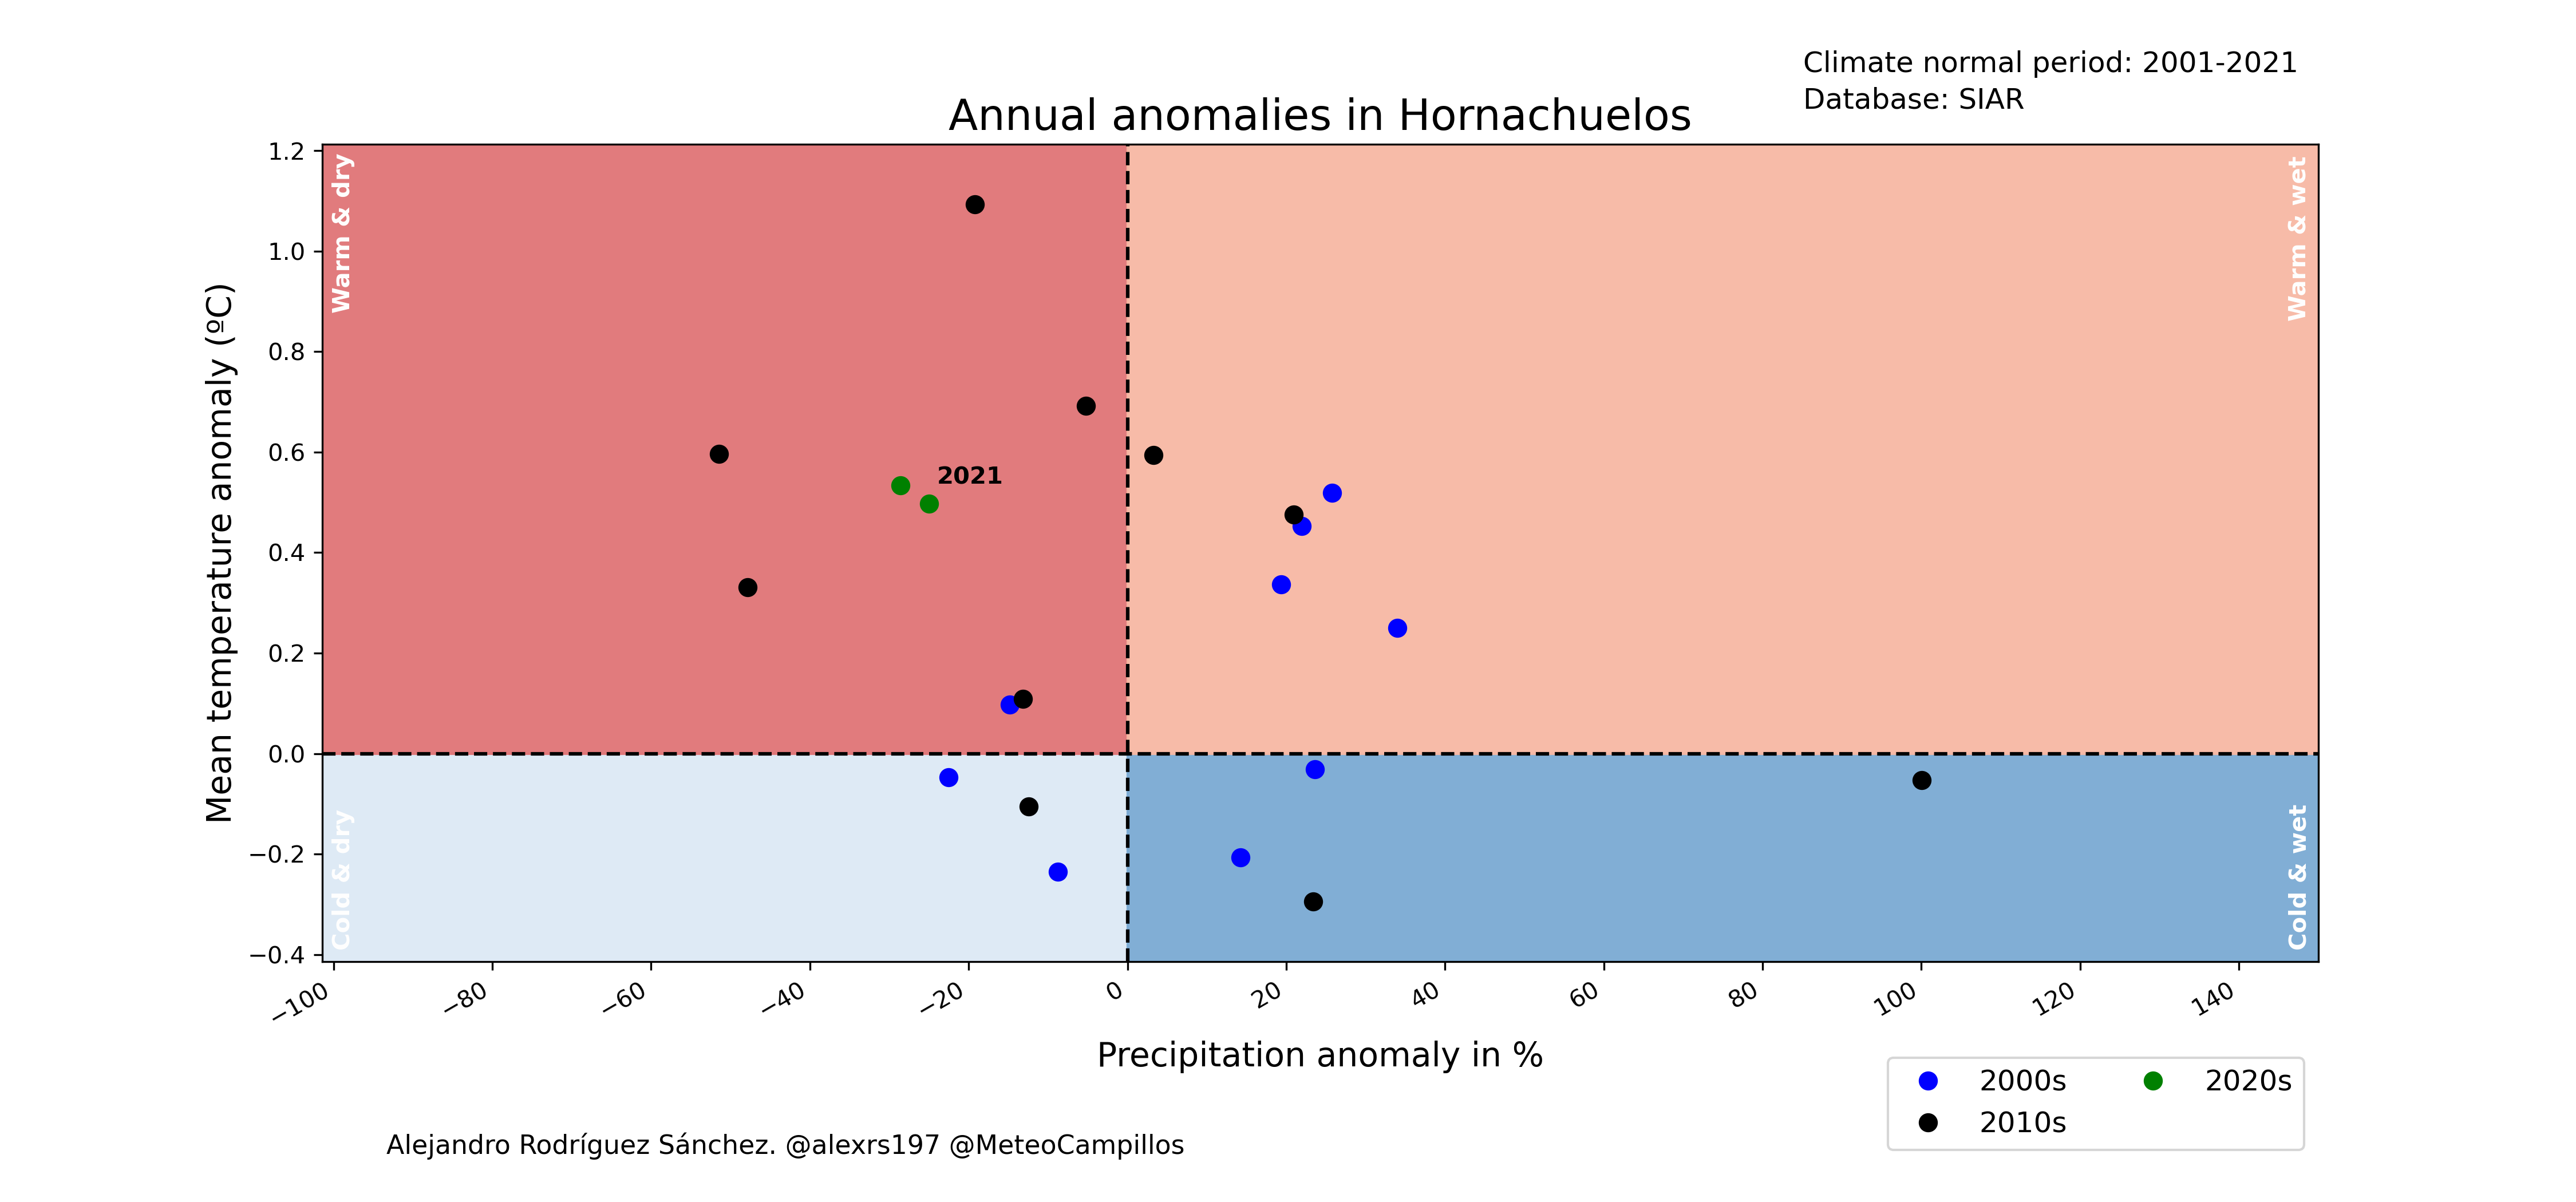 Climate normal period: 2001-2021
Database: SIAR
Annual anomalies in Hornachuelos
Mean temperature anomaly (ºC)
1.2
1.0
0.8
0.6
0.4
0.2
0.0
−0.2
−0.4
Warm & dry
Warm & wet
2021
Cold & dry
Cold & wet
−100
−80
−60
−40
−20
0
20
40
60
80
100
120
140
Precipitation anomaly in %
2000s
2010s
2020s
Alejandro Rodríguez Sánchez. @alexrs197 @MeteoCampillos